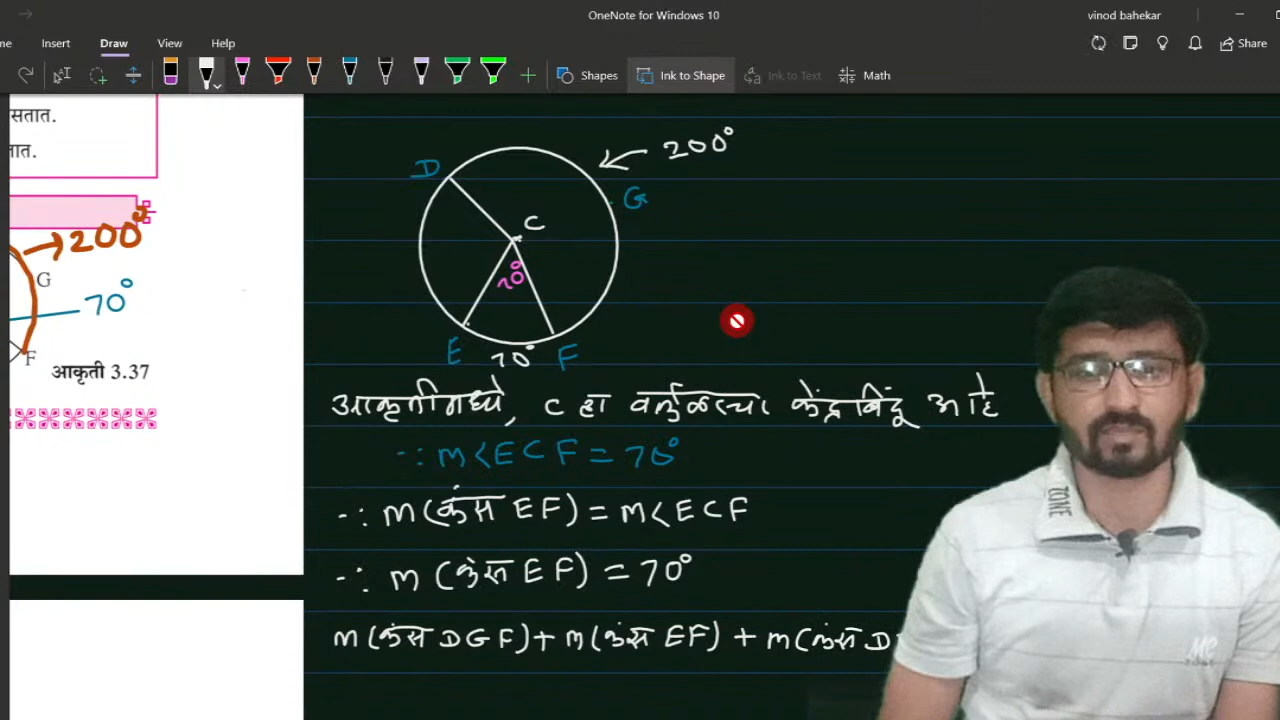 OneNote for Windows 10
vinod bahekar
Insert Draw View Help
Share
Shapes Ink to Shape Ink to Text Math
सतात.
200°
G
70°
F
आकृती 3.37
D
200°
G
C
70°
E
70°
F
आकृतीमध्ये, C हा वर्तुळाचा केंद्रबिंदू आहे
∵ m<ECF = 70°
∴ m(कंस EF) = m<ECF
∴ m (कंस EF) = 70°
m(कंस DGF) + m(कंस EF) + m(कंस D
ZONE